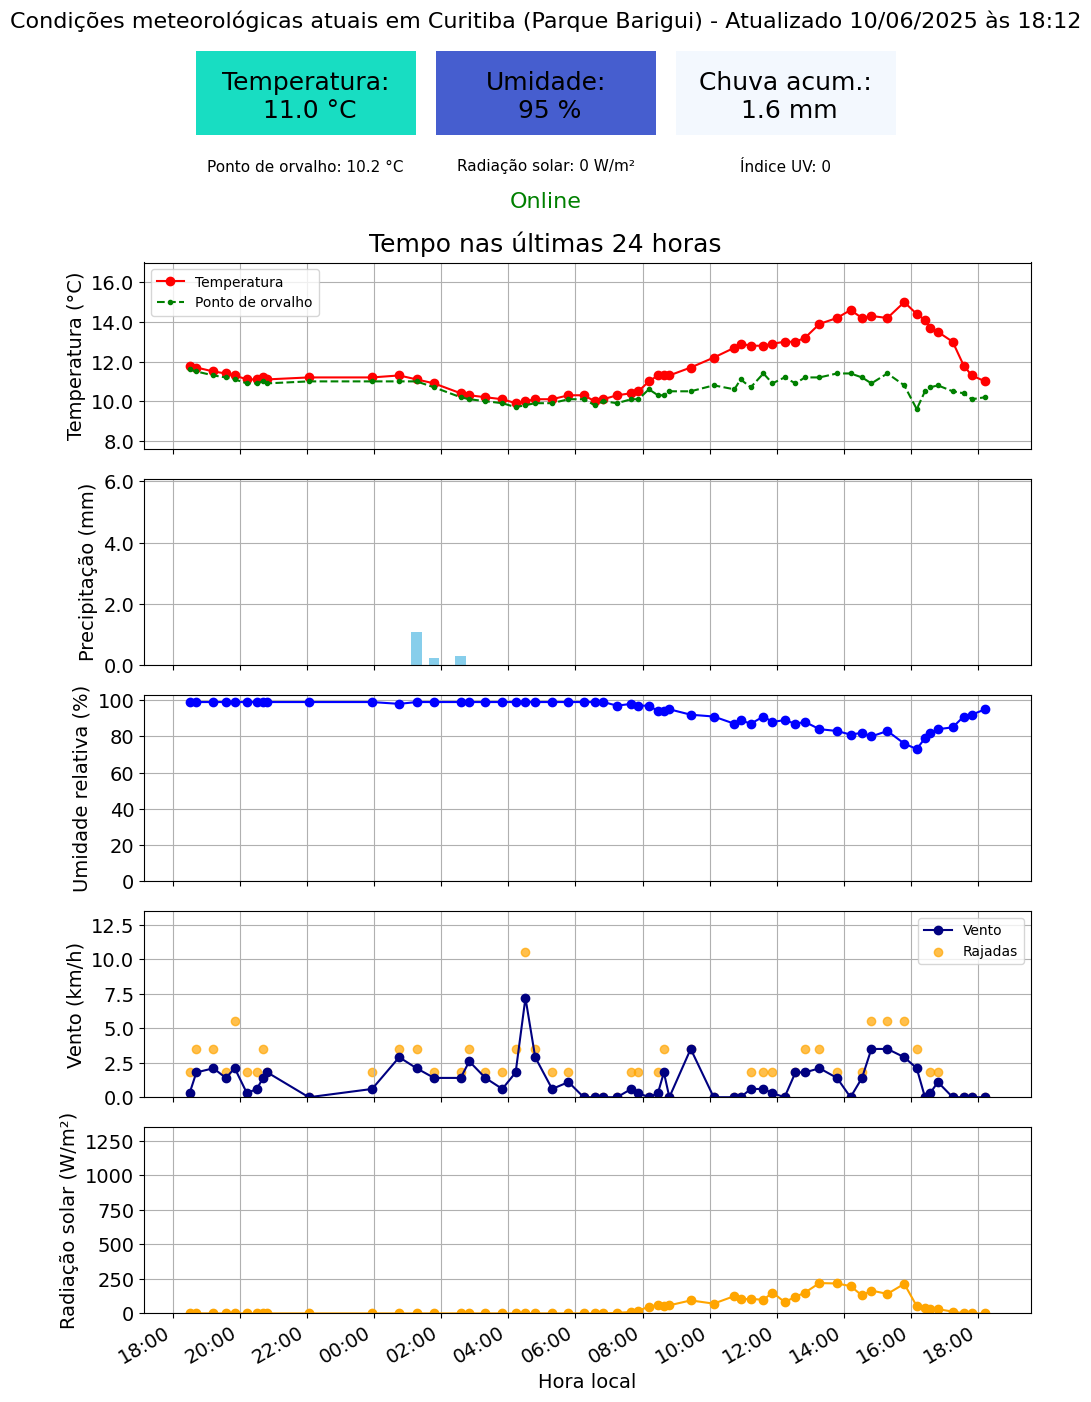 Condições meteorológicas atuais em Curitiba (Parque Barigui) - Atualizado 10/06/2025 às 18:12
Temperatura:
11.0 °C
Umidade:
95 %
Chuva acum.:
1.6 mm
Ponto de orvalho: 10.2 °C
Radiação solar: 0 W/m²
Índice UV: 0
Online
Tempo nas últimas 24 horas
Temperatura (°C)
16.0
14.0
12.0
10.0
8.0
Temperatura
Ponto de orvalho
Precipitação (mm)
6.0
4.0
2.0
0.0
Umidade relativa (%)
100
80
60
40
20
0
Vento (km/h)
12.5
10.0
7.5
5.0
2.5
0.0
Vento
Rajadas
Radiação solar (W/m²)
1250
1000
750
500
250
0
18:00
20:00
22:00
00:00
02:00
04:00
06:00
08:00
10:00
12:00
14:00
16:00
18:00
Hora local